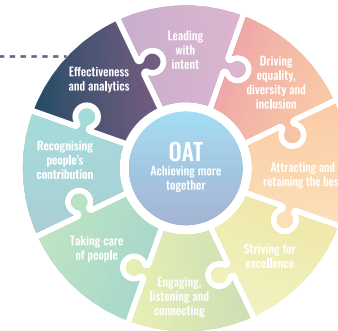 Leading
with
intent
Driving
equality,
diversity and
inclusion
Attracting and
retaining the bes
Striving for
excellence
Engaging,
listening and
connecting
Taking care
of people
Recognising
people's
contribution
Effectiveness
and analytics
OAT
Achieving more
together